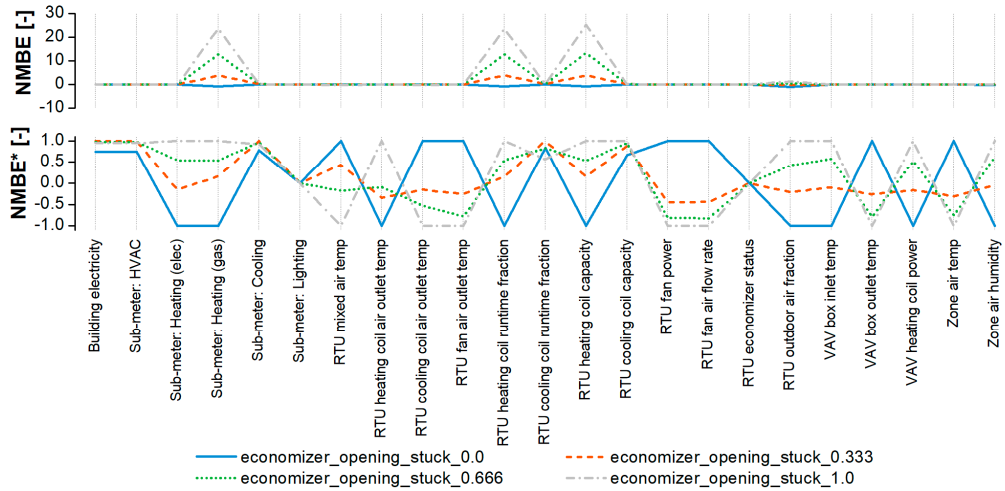 NMBE [-]
30
20
10
0
-10
NMBE* [-]
1.0
0.5
0.0
-0.5
-1.0
Building electricity
Sub-meter: HVAC
Sub-meter: Heating (elec)
Sub-meter: Heating (gas)
Sub-meter: Cooling
Sub-meter: Lighting
RTU mixed air temp
RTU heating coil air outlet temp
RTU cooling coil air outlet temp
RTU fan air outlet temp
RTU heating coil runtime fraction
RTU cooling coil runtime fraction
RTU heating coil capacity
RTU cooling coil capacity
RTU fan power
RTU fan air flow rate
RTU economizer status
RTU outdoor air fraction
VAV box inlet temp
VAV box outlet temp
VAV heating coil power
Zone air temp
Zone air humidity
economizer_opening_stuck_0.0
economizer_opening_stuck_0.333
economizer_opening_stuck_0.666
economizer_opening_stuck_1.0